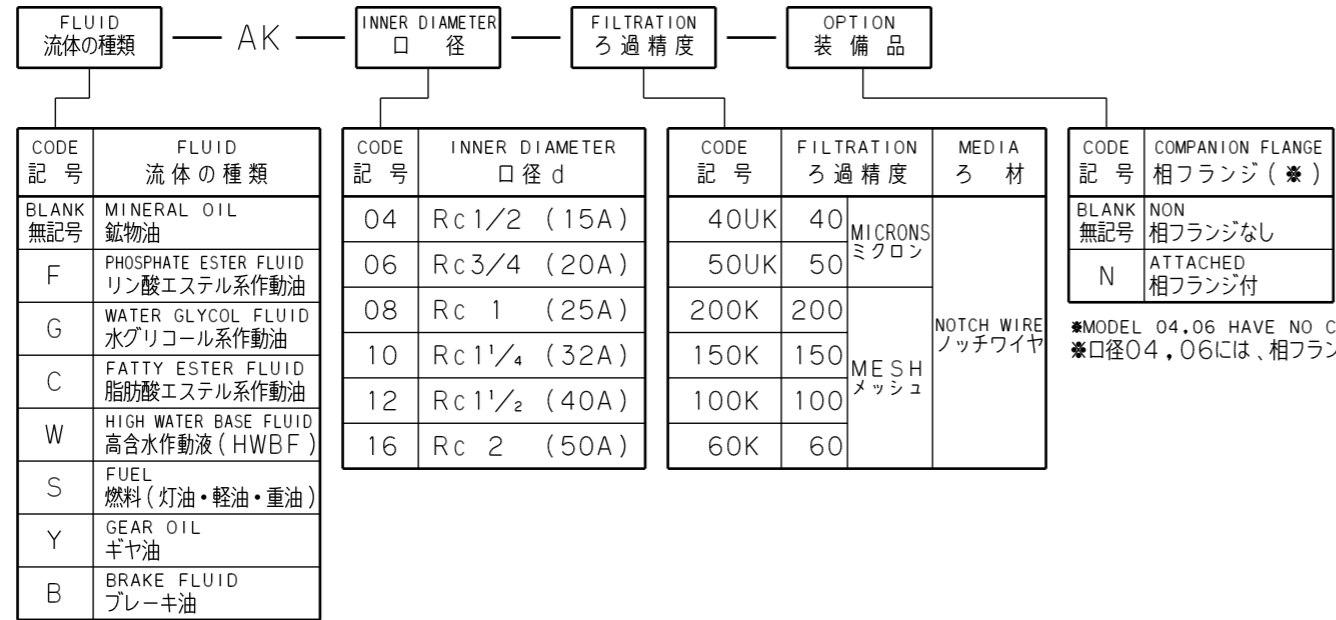 FLUID
流体の種類
AK
INNER DIAMETER
口 径
FILTRATION
ろ過精度
OPTION
装備品
CODE FLUID
記 号 流体の種類
BLANK MINERAL OIL
無記号 鉱物油
F PHOSPHATE ESTER FLUID
リン酸エステル系作動油
G WATER GLYCOL FLUID
水グリコール系作動油
C FATTY ESTER FLUID
脂肪酸エステル系作動油
W HIGH WATER BASE FLUID
高含水作動液(HWBF)
S FUEL
燃料(灯油・軽油・重油)
Y GEAR OIL
ギヤ油
B BRAKE FLUID
ブレーキ油
CODE INNER DIAMETER
記 号 口径d
04 Rc1/2 (15A)
06 Rc3/4 (20A)
08 Rc 1 (25A)
10 Rc1¹/₄ (32A)
12 Rc1¹/₂ (40A)
16 Rc 2 (50A)
CODE FILTRATION MEDIA
記 号 ろ過精度 ろ 材
40UK 40
50UK 50
MICRONS
ミクロン
200K 200
150K 150
100K 100
60K 60
MESH
メッシュ
NOTCH WIRE
ノッチワイヤ
CODE COMPANION FLANGE
記 号 相フランジ(※)
BLANK NON
無記号 相フランジなし
N ATTACHED
相フランジ付
※MODEL 04,06 HAVE NO C
※口径04,06には、相フラン